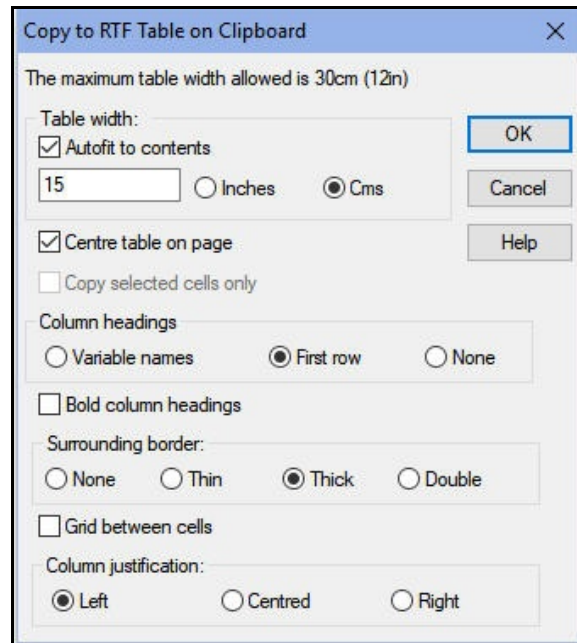 Copy to RTF Table on Clipboard
The maximum table width allowed is 30cm (12in)
Table width:
Autofit to contents
OK
15 Inches Cms
Cancel
Centre table on page
Help
Copy selected cells only
Column headings
Variable names First row None
Bold column headings
Surrounding border:
None Thin Thick Double
Grid between cells
Column justification:
Left Centred Right